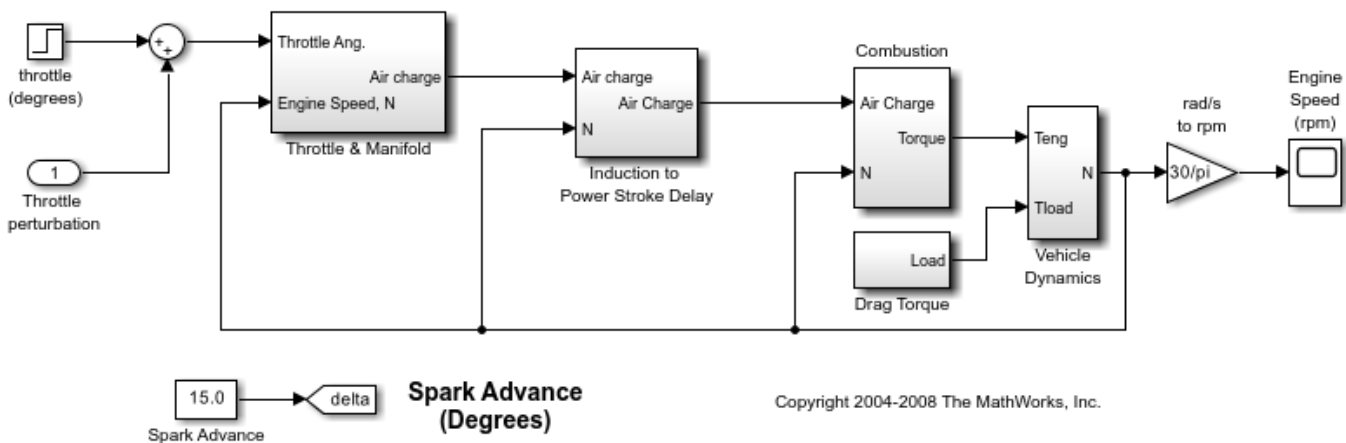 throttle
(degrees)
+
+
1
Throttle
perturbation
Throttle Ang.
Air charge
Engine Speed, N
Throttle & Manifold
Air charge
Air Charge
N
Induction to
Power Stroke Delay
Combustion
Air Charge
Torque
N
Load
Drag Torque
Teng
N
Tload
Vehicle
Dynamics
rad/s
to rpm
30/pi
Engine
Speed
(rpm)
15.0
Spark Advance
delta
Spark Advance
(Degrees)
Copyright 2004-2008 The MathWorks, Inc.